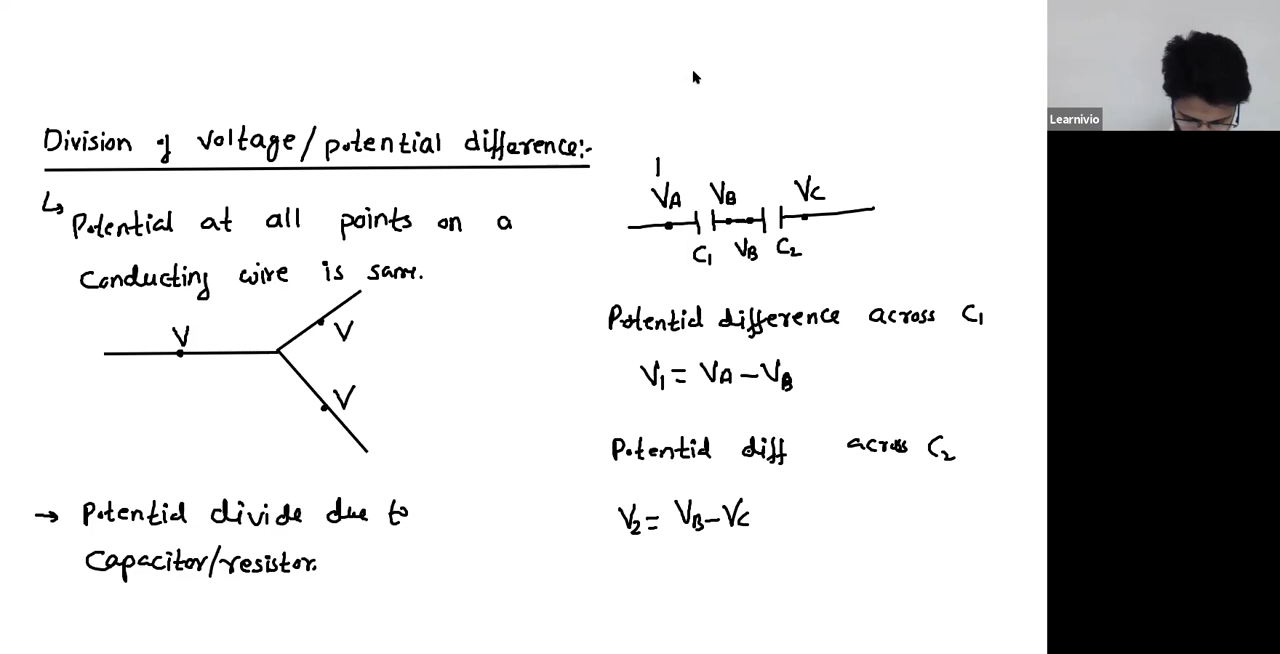 Division of voltage/potential difference:-
↳ Potential at all points on a
conducting wire is same.
V
V
V
→ Potential divide due to
Capacitor/resistor.
VA VB VC
C1 VB C2
Potential difference across C1
V1 = VA - VB
Potential diff across C2
V2 = VB - VC
Learnivio